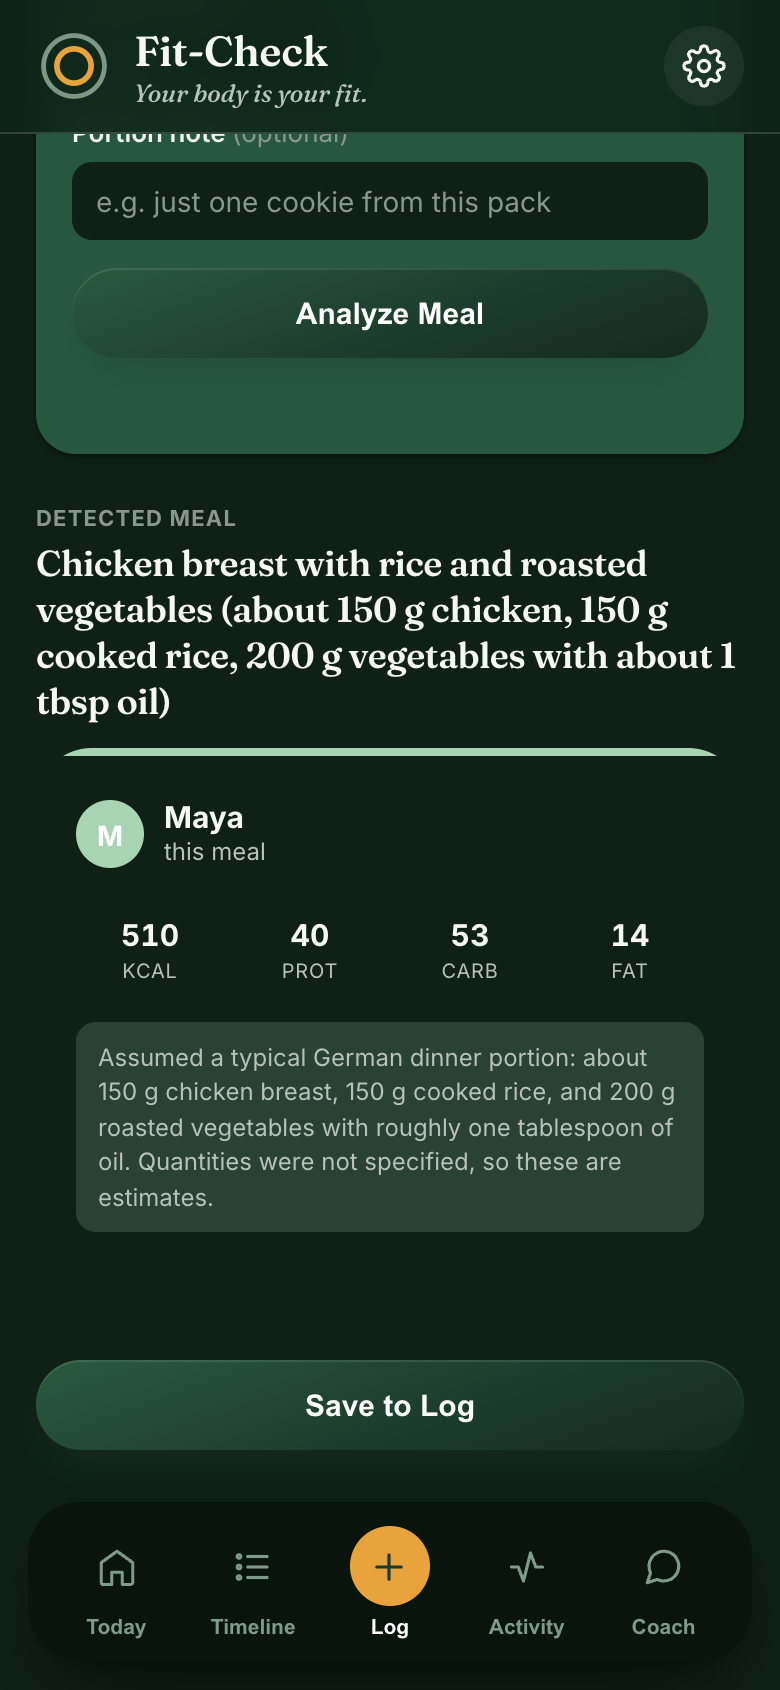 Fit-Check
Your body is your fit.
Portion note (optional)
e.g. just one cookie from this pack
Analyze Meal
DETECTED MEAL
Chicken breast with rice and roasted
vegetables (about 150 g chicken, 150 g
cooked rice, 200 g vegetables with about 1
tbsp oil)
M
Maya
this meal
510 40 53 14
KCAL PROT CARB FAT
Assumed a typical German dinner portion: about
150 g chicken breast, 150 g cooked rice, and 200 g
roasted vegetables with roughly one tablespoon of
oil. Quantities were not specified, so these are
estimates.
Save to Log
Today Timeline Log Activity Coach